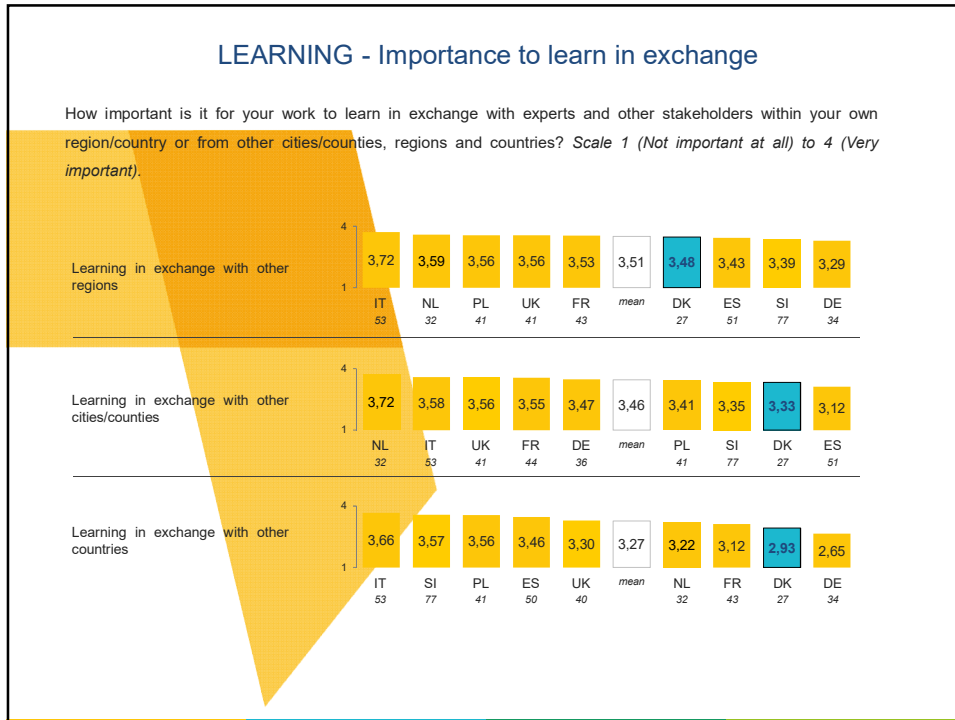 LEARNING - Importance to learn in exchange
How important is it for your work to learn in exchange with experts and other stakeholders within your own
region/country or from other cities/counties, regions and countries? Scale 1 (Not important at all) to 4 (Very
important).
4
3,72 3,59 3,56 3,56 3,53 3,51 3,48 3,43 3,39 3,29
Learning in exchange with other
regions
1
IT NL PL UK FR mean DK ES SI DE
53 32 41 41 43 27 51 77 34
4
3,72 3,58 3,56 3,55 3,47 3,46 3,41 3,35 3,33 3,12
Learning in exchange with other
cities/counties
1
NL IT UK FR DE mean PL SI DK ES
32 53 41 44 36 41 77 27 51
4
Learning in exchange with other
countries
3,66 3,57 3,56 3,46 3,30 3,27 3,22 3,12 2,93 2,65
1
IT SI PL ES UK mean NL FR DK DE
53 77 41 50 40 32 43 27 34